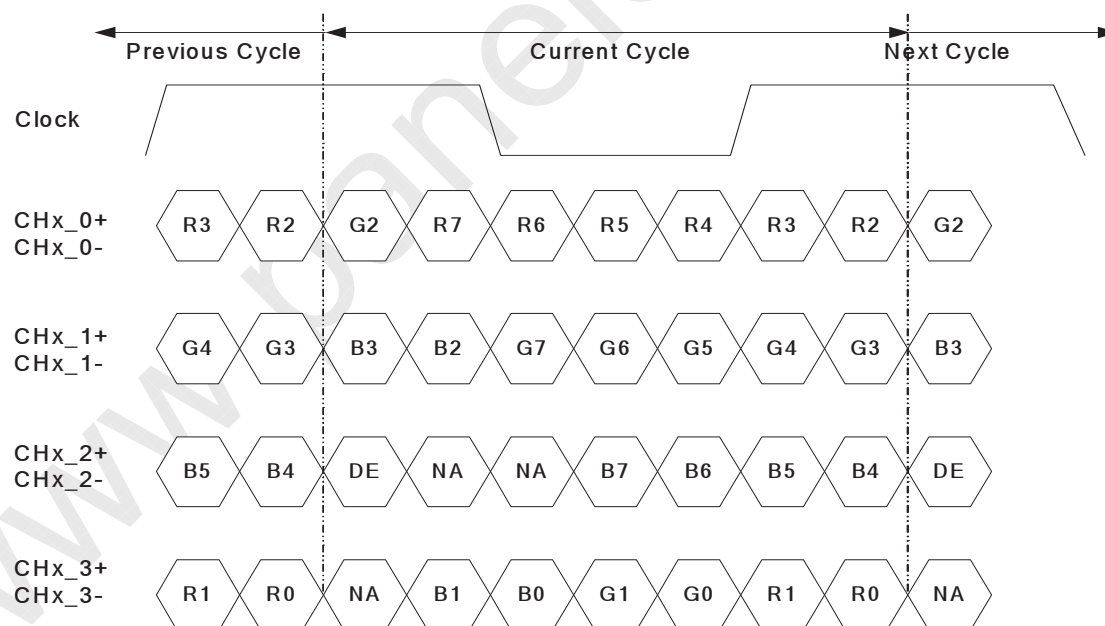 Previous Cycle Current Cycle Next Cycle
Clock
CHx_0+
CHx_0-
R3 R2 G2 R7 R6 R5 R4 R3 R2 G2
CHx_1+
CHx_1-
G4 G3 B3 B2 G7 G6 G5 G4 G3 B3
CHx_2+
CHx_2-
B5 B4 DE NA NA B7 B6 B5 B4 DE
CHx_3+
CHx_3-
R1 R0 NA B1 B0 G1 G0 R1 R0 NA
www.panel